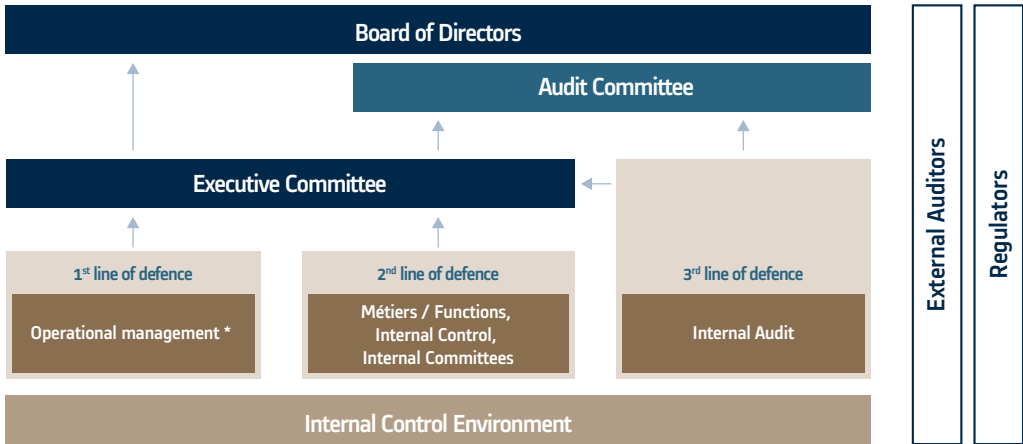 Board of Directors
Audit Committee
Executive Committee
1st line of defence
Operational management *
2nd line of defence
Métiers / Functions,
Internal Control,
Internal Committees
3rd line of defence
Internal Audit
Internal Control Environment
External Auditors
Regulators